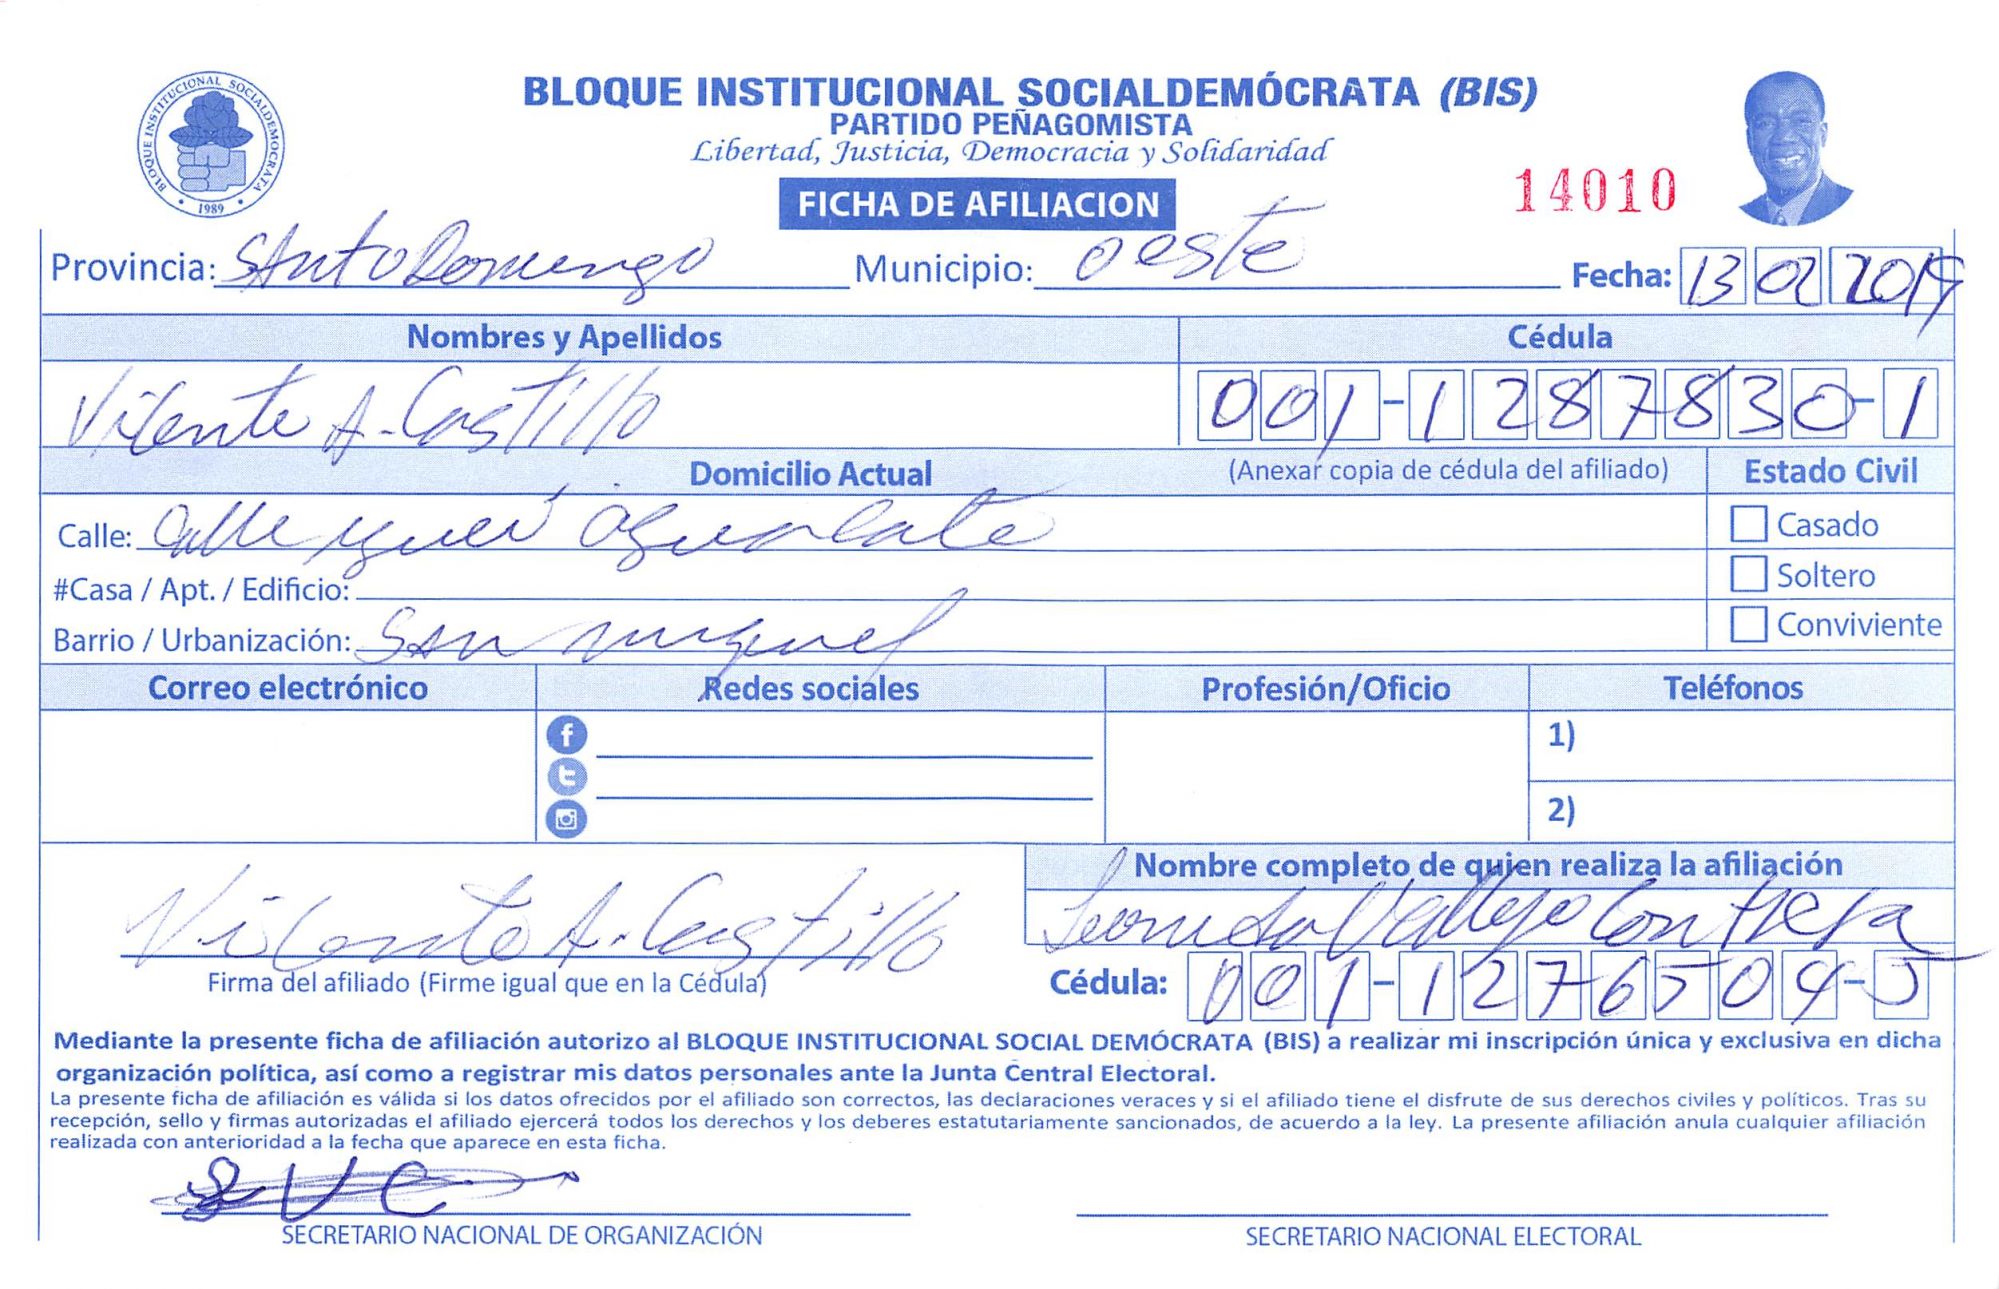 BLOQUE INSTITUCIONAL SOCIALDEMÓCRATA (BIS)
PARTIDO PEÑAGOMISTA
Libertad, Justicia, Democracia y Solidaridad
BLOQUE INSTITUCIONAL SOCIALDEMOCRATA
1989
FICHA DE AFILIACION
14010
Provincia: Santo Domingo Municipio: oeste Fecha: 13 02 2019
Nombres y Apellidos Cédula
Vicente A. Castillo 001-1287830-1
Domicilio Actual (Anexar copia de cédula del afiliado) Estado Civil
Calle: Calle Casado
#Casa / Apt. / Edificio: Soltero
Barrio / Urbanización: San miguel Conviviente
Correo electrónico Redes sociales Profesión/Oficio Teléfonos
1)
2)
Nombre completo de quien realiza la afiliación
Vallejo Contrera
Vicente A. Castillo
Firma del afiliado (Firme igual que en la Cédula) Cédula: 001-1276504-5
Mediante la presente ficha de afiliación autorizo al BLOQUE INSTITUCIONAL SOCIAL DEMÓCRATA (BIS) a realizar mi inscripción única y exclusiva en dicha
organización política, así como a registrar mis datos personales ante la Junta Central Electoral.
La presente ficha de afiliación es válida si los datos ofrecidos por el afiliado son correctos, las declaraciones veraces y si el afiliado tiene el disfrute de sus derechos civiles y políticos. Tras su
recepción, sello y firmas autorizadas el afiliado ejercerá todos los derechos y los deberes estatutariamente sancionados, de acuerdo a la ley. La presente afiliación anula cualquier afiliación
realizada con anterioridad a la fecha que aparece en esta ficha.
SECRETARIO NACIONAL DE ORGANIZACIÓN SECRETARIO NACIONAL ELECTORAL